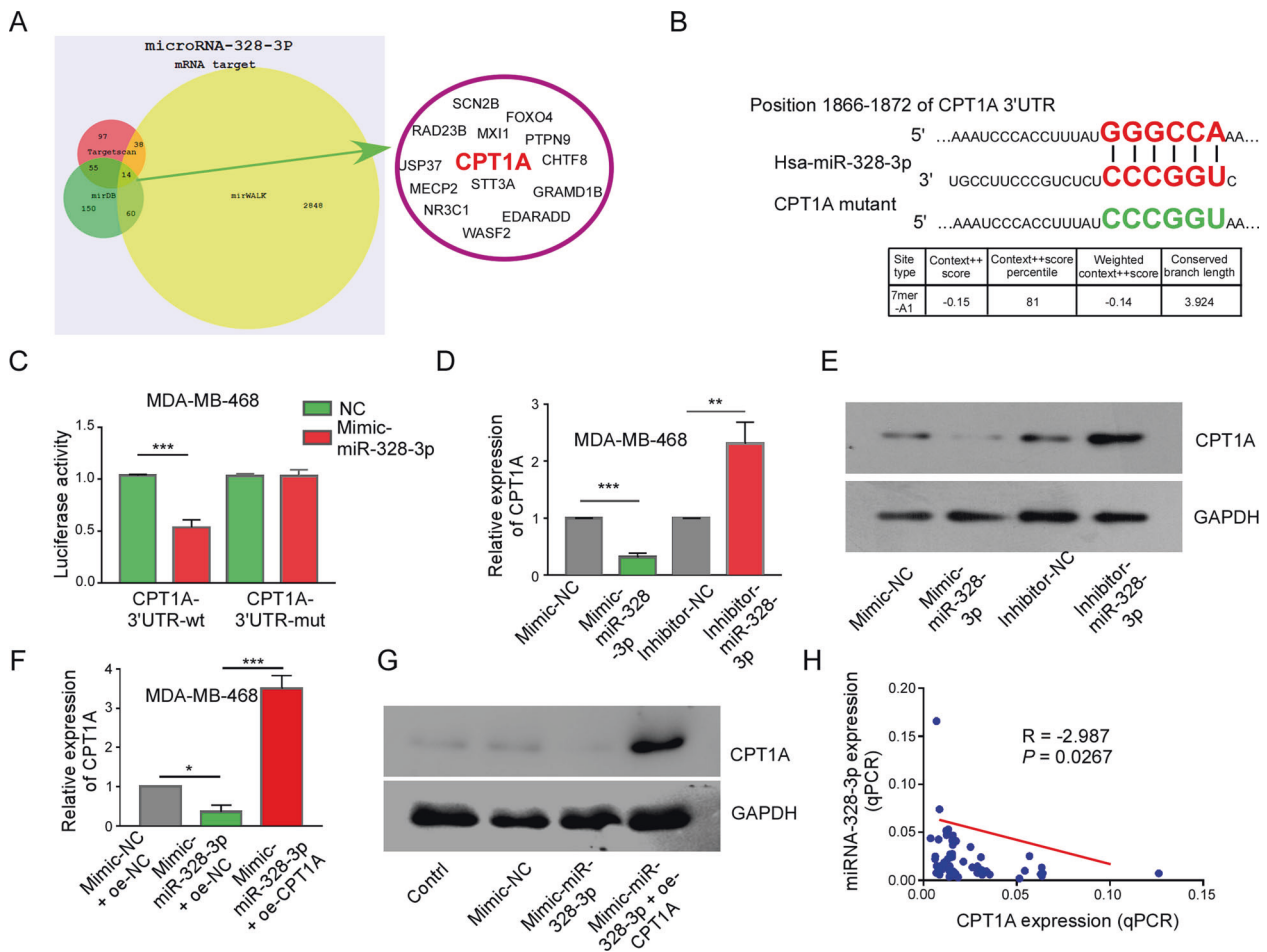 A
microRNA-328-3P
mRNA target
97
38
Targetscan
55
14
mirDB
mirWALK
150
60
2848
SCN2B
FOXO4
RAD23B
MXI1
PTPN9
USP37
CPT1A
CHTF8
MECP2
STT3A
GRAMD1B
NR3C1
EDARADD
WASF2
B
Position 1866-1872 of CPT1A 3'UTR
5' ...AAAUCCCACCUUUAUGGGCCAAA...
Hsa-miR-328-3p
3' UGCCUUCCCGUCUCUCCCGGUC
CPT1A mutant
5' ...AAAUCCCACCUUUAUCCCGGUAA...
Site type Context++ score Context++score percentile Weighted context++score Conserved branch length
7mer-A1 -0.15 81 -0.14 3.924
C
MDA-MB-468
NC
Mimic-
miR-328-3p
***
Luciferase activity
1.5
1.0
0.5
0.0
CPT1A-
3'UTR-wt
CPT1A-
3'UTR-mut
D
MDA-MB-468
**
***
Relative expression
of CPT1A
3
2
1
0
Mimic-NC
Mimic-
miR-328
-3p
Inhibitor-NC
Inhibitor-
miR-328-
3p
E
CPT1A
GAPDH
Mimic-NC
Mimic-
miR-328-
3p
Inhibitor-NC
Inhibitor-
miR-328-
3p
F
MDA-MB-468
***
*
Relative expression
of CPT1A
4
3
2
1
0
Mimic-NC
+ oe-NC
Mimic-
miR-328-3p
+ oe-NC
Mimic-
miR-328-3p
+ oe-CPT1A
G
CPT1A
GAPDH
Contrl
Mimic-NC
Mimic-miR-
328-3p
Mimic-miR-
328-3p + oe-
CPT1A
H
miRNA-328-3p expression
(qPCR)
0.20
0.15
0.10
0.05
0.00
R = -2.987
P = 0.0267
0.00
0.05
0.10
0.15
CPT1A expression (qPCR)